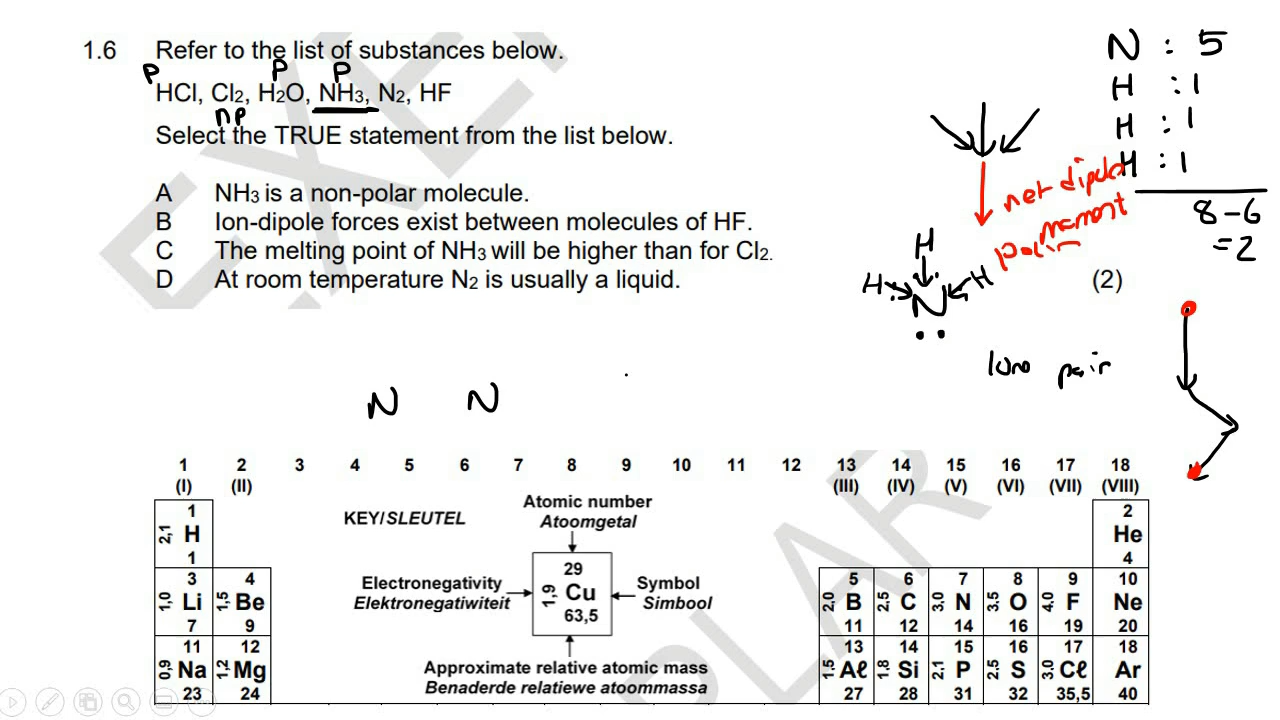 1.6 Refer to the list of substances below.
P P P
HCl, Cl2, H2O, NH3, N2, HF
np
Select the TRUE statement from the list below.
A NH3 is a non-polar molecule.
B Ion-dipole forces exist between molecules of HF.
C The melting point of NH3 will be higher than for Cl2.
D At room temperature N2 is usually a liquid.
(2)
N : 5
H : 1
H : 1
H : 1
8-6
=2
net dipole
moment
H
H N H
lone pair
N N
1 2 3 4 5 6 7 8 9 10 11 12 13 14 15 16 17 18
(I) (II) (III) (IV) (V) (VI) (VII) (VIII)
KEY/SLEUTEL
Atomic number
Atoomgetal
Electronegativity
Elektronegatiwiteit
29
1,9 Cu
63,5
Symbol
Simbool
Approximate relative atomic mass
Benaderde relatiewe atoommassa
1 2
2,1 H He
1 4
3 4 5 6 7 8 9 10
1,0 Li 1,5 Be 2,0 B 2,5 C 3,0 N 3,5 O 4,0 F Ne
7 9 11 12 14 16 19 20
11 12 13 14 15 16 17 18
0,9 Na 1,2 Mg 1,5 Aℓ 1,8 Si 2,1 P 2,5 S 3,0 Cℓ Ar
23 24 27 28 31 32 35,5 40